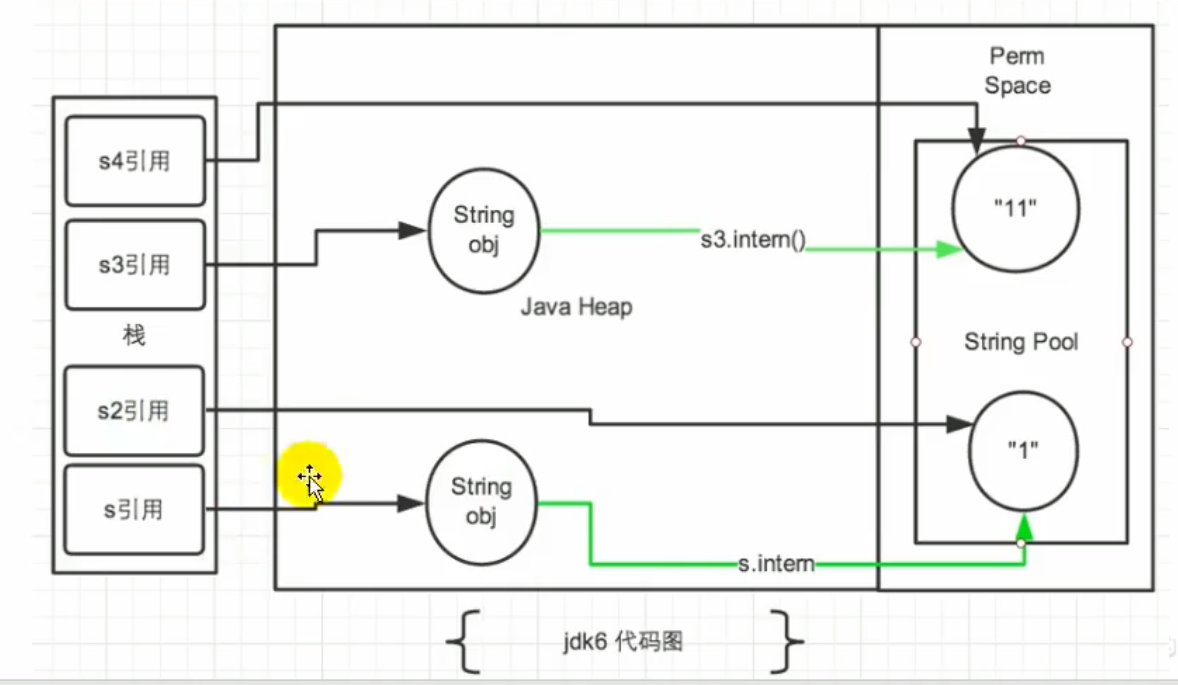 Perm
Space
s4引用
"11"
String
obj
s3.intern()
s3引用
Java Heap
栈
String Pool
s2引用
"1"
String
obj
s引用
s.intern
jdk6 代码图